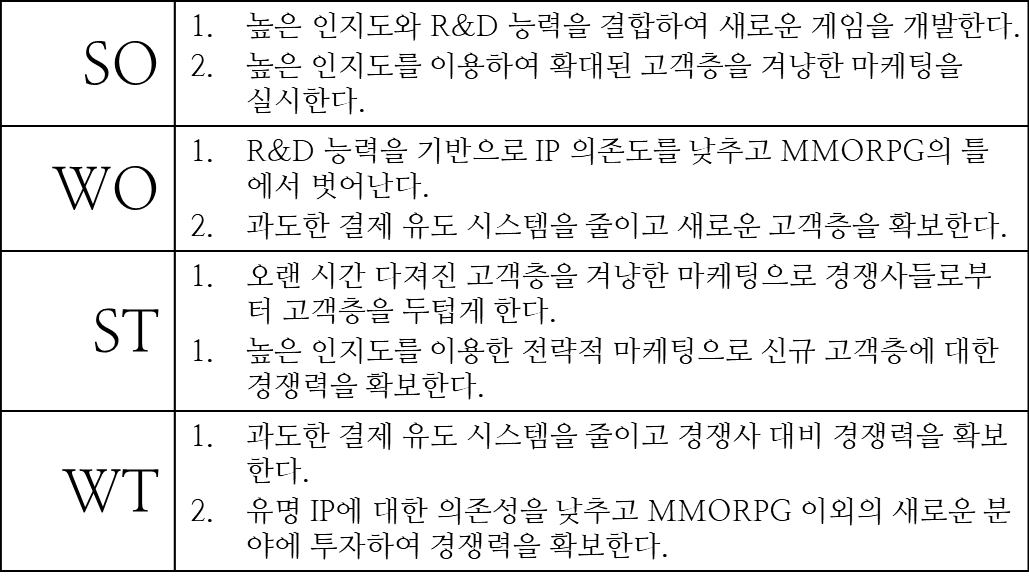 SO
1. 높은 인지도와 R&D 능력을 결합하여 새로운 게임을 개발한다.
2. 높은 인지도를 이용하여 확대된 고객층을 겨냥한 마케팅을
실시한다.
WO
1. R&D 능력을 기반으로 IP 의존도를 낮추고 MMORPG의 틀
에서 벗어난다.
2. 과도한 결제 유도 시스템을 줄이고 새로운 고객층을 확보한다.
ST
1. 오랜 시간 다져진 고객층을 겨냥한 마케팅으로 경쟁사들로부
터 고객층을 두텁게 한다.
1. 높은 인지도를 이용한 전략적 마케팅으로 신규 고객층에 대한
경쟁력을 확보한다.
WT
1. 과도한 결제 유도 시스템을 줄이고 경쟁사 대비 경쟁력을 확보
한다.
2. 유명 IP에 대한 의존성을 낮추고 MMORPG 이외의 새로운 분
야에 투자하여 경쟁력을 확보한다.